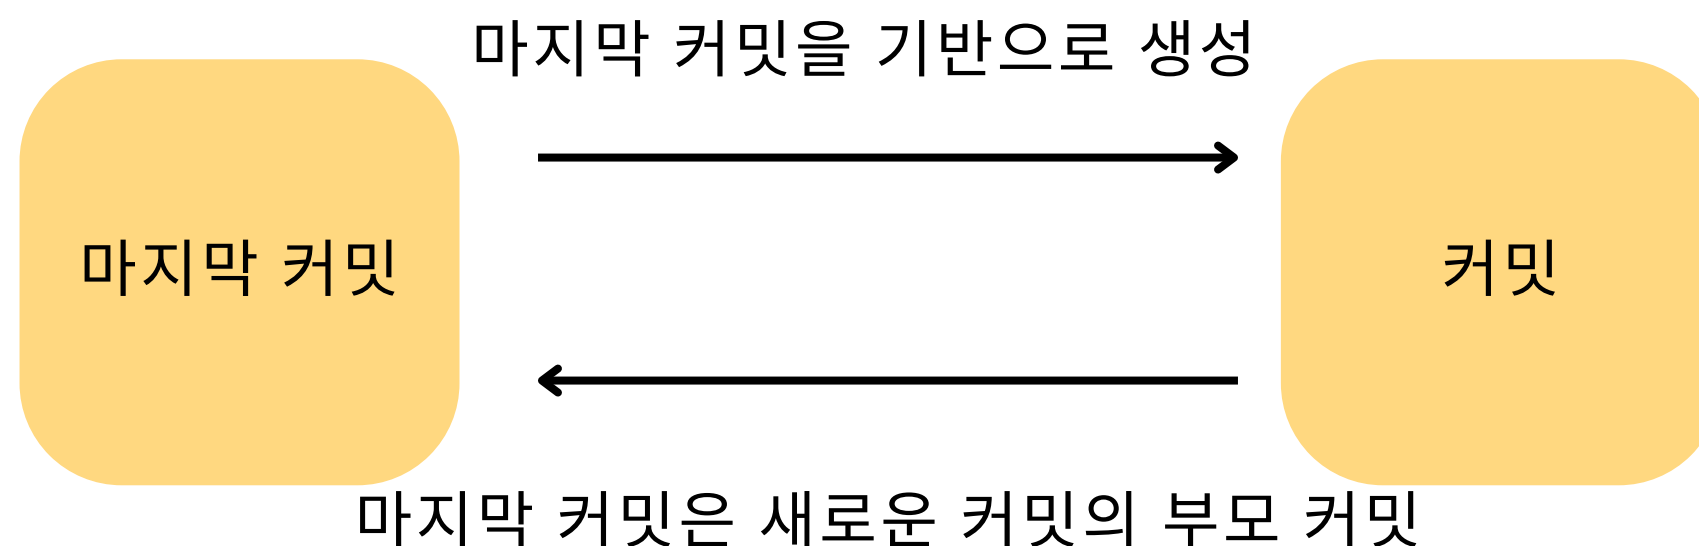 마지막 커밋을 기반으로 생성
마지막 커밋
커밋
마지막 커밋은 새로운 커밋의 부모 커밋